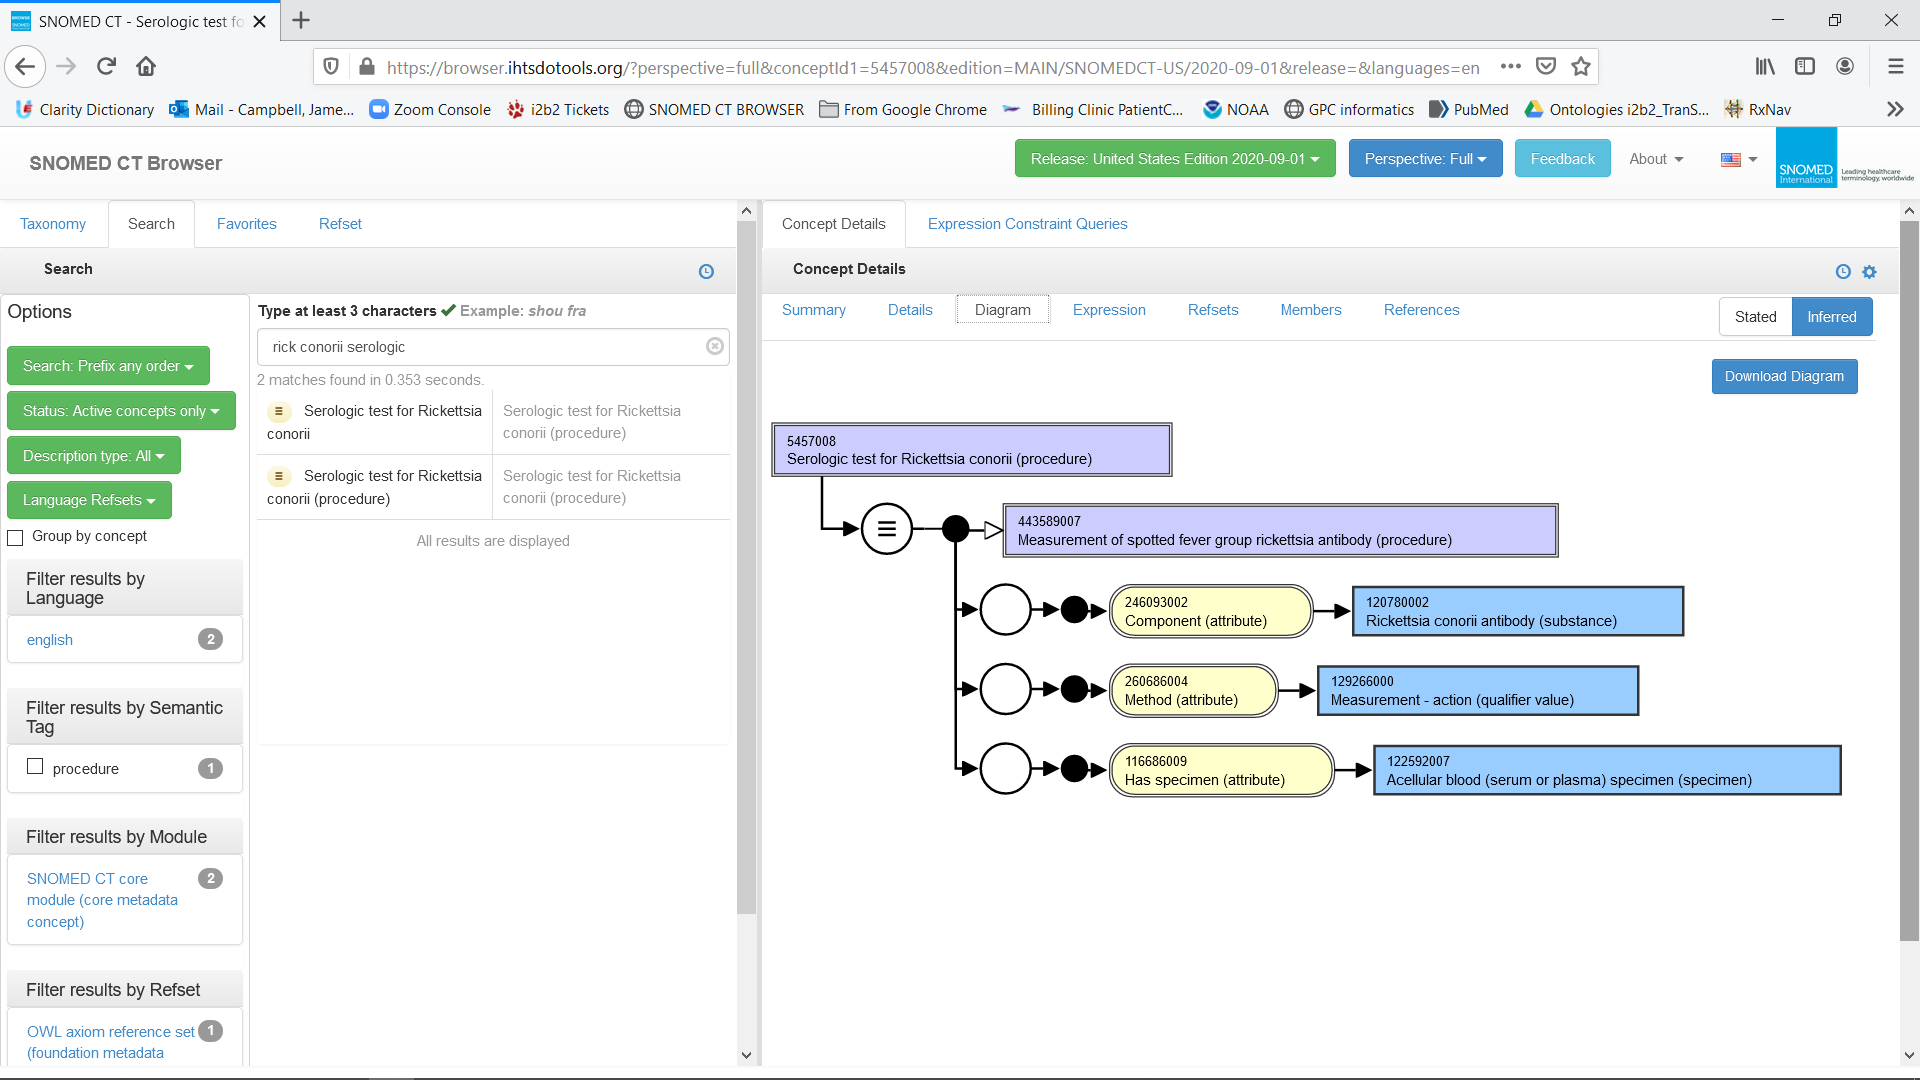 SNOMED CT - Serologic test fo
https://browser.ihtsdotools.org/?perspective=full&conceptId1=5457008&edition=MAIN/SNOMEDCT-US/2020-09-01&release=&languages=en
Clarity Dictionary
Mail - Campbell, Jame...
Zoom Console
i2b2 Tickets
SNOMED CT BROWSER
From Google Chrome
Billing Clinic PatientC...
NOAA
GPC informatics
PubMed
Ontologies i2b2_TranS...
RxNav
SNOMED CT Browser
Release: United States Edition 2020-09-01
Perspective: Full
Feedback
About
SNOMED
International
Leading healthcare
terminology, worldwide
Taxonomy
Search
Favorites
Refset
Search
Options
Search: Prefix any order
Status: Active concepts only
Description type: All
Language Refsets
Group by concept
Filter results by
Language
english 2
Filter results by Semantic
Tag
procedure 1
Filter results by Module
SNOMED CT core 2
module (core metadata
concept)
Filter results by Refset
OWL axiom reference set 1
(foundation metadata
Type at least 3 characters Example: shou fra
rick conorii serologic
2 matches found in 0.353 seconds.
Serologic test for Rickettsia
conorii
Serologic test for Rickettsia
conorii (procedure)
Serologic test for Rickettsia
conorii (procedure)
Serologic test for Rickettsia
conorii (procedure)
All results are displayed
Concept Details
Expression Constraint Queries
Concept Details
Summary
Details
Diagram
Expression
Refsets
Members
References
Stated
Inferred
Download Diagram
5457008
Serologic test for Rickettsia conorii (procedure)
443589007
Measurement of spotted fever group rickettsia antibody (procedure)
246093002
Component (attribute)
120780002
Rickettsia conorii antibody (substance)
260686004
Method (attribute)
129266000
Measurement - action (qualifier value)
116686009
Has specimen (attribute)
122592007
Acellular blood (serum or plasma) specimen (specimen)